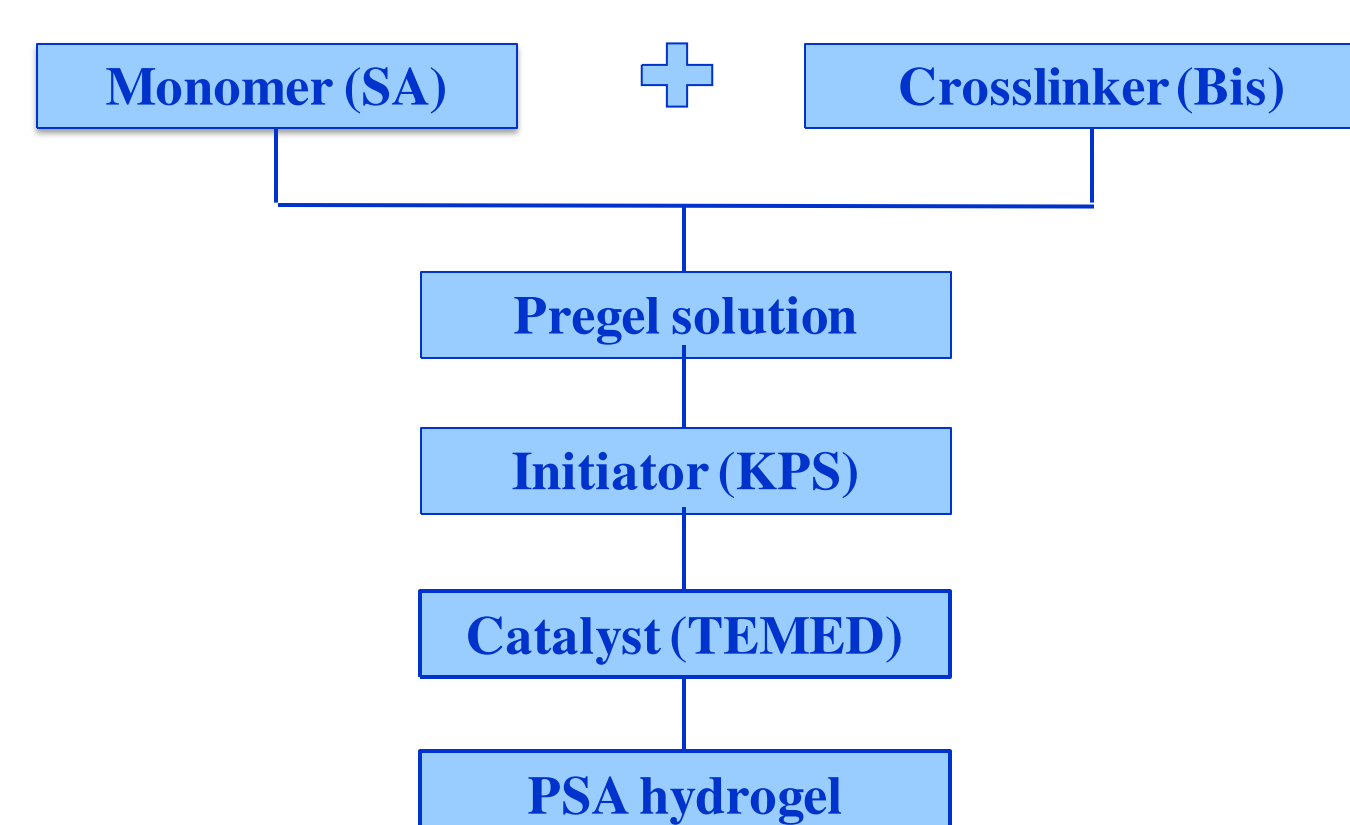 Monomer (SA)
Crosslinker (Bis)
Pregel solution
Initiator (KPS)
Catalyst (TEMED)
PSA hydrogel